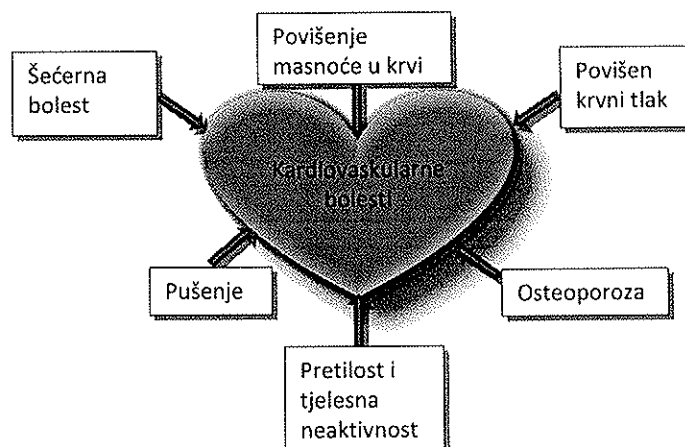 Povišenje
masnoće u krvi
Šećerna
bolest
Povišen
krvni tlak
Kardiovaskularne
bolesti
Pušenje
Osteoporoza
Pretilost i
tjelesna
neaktivnost